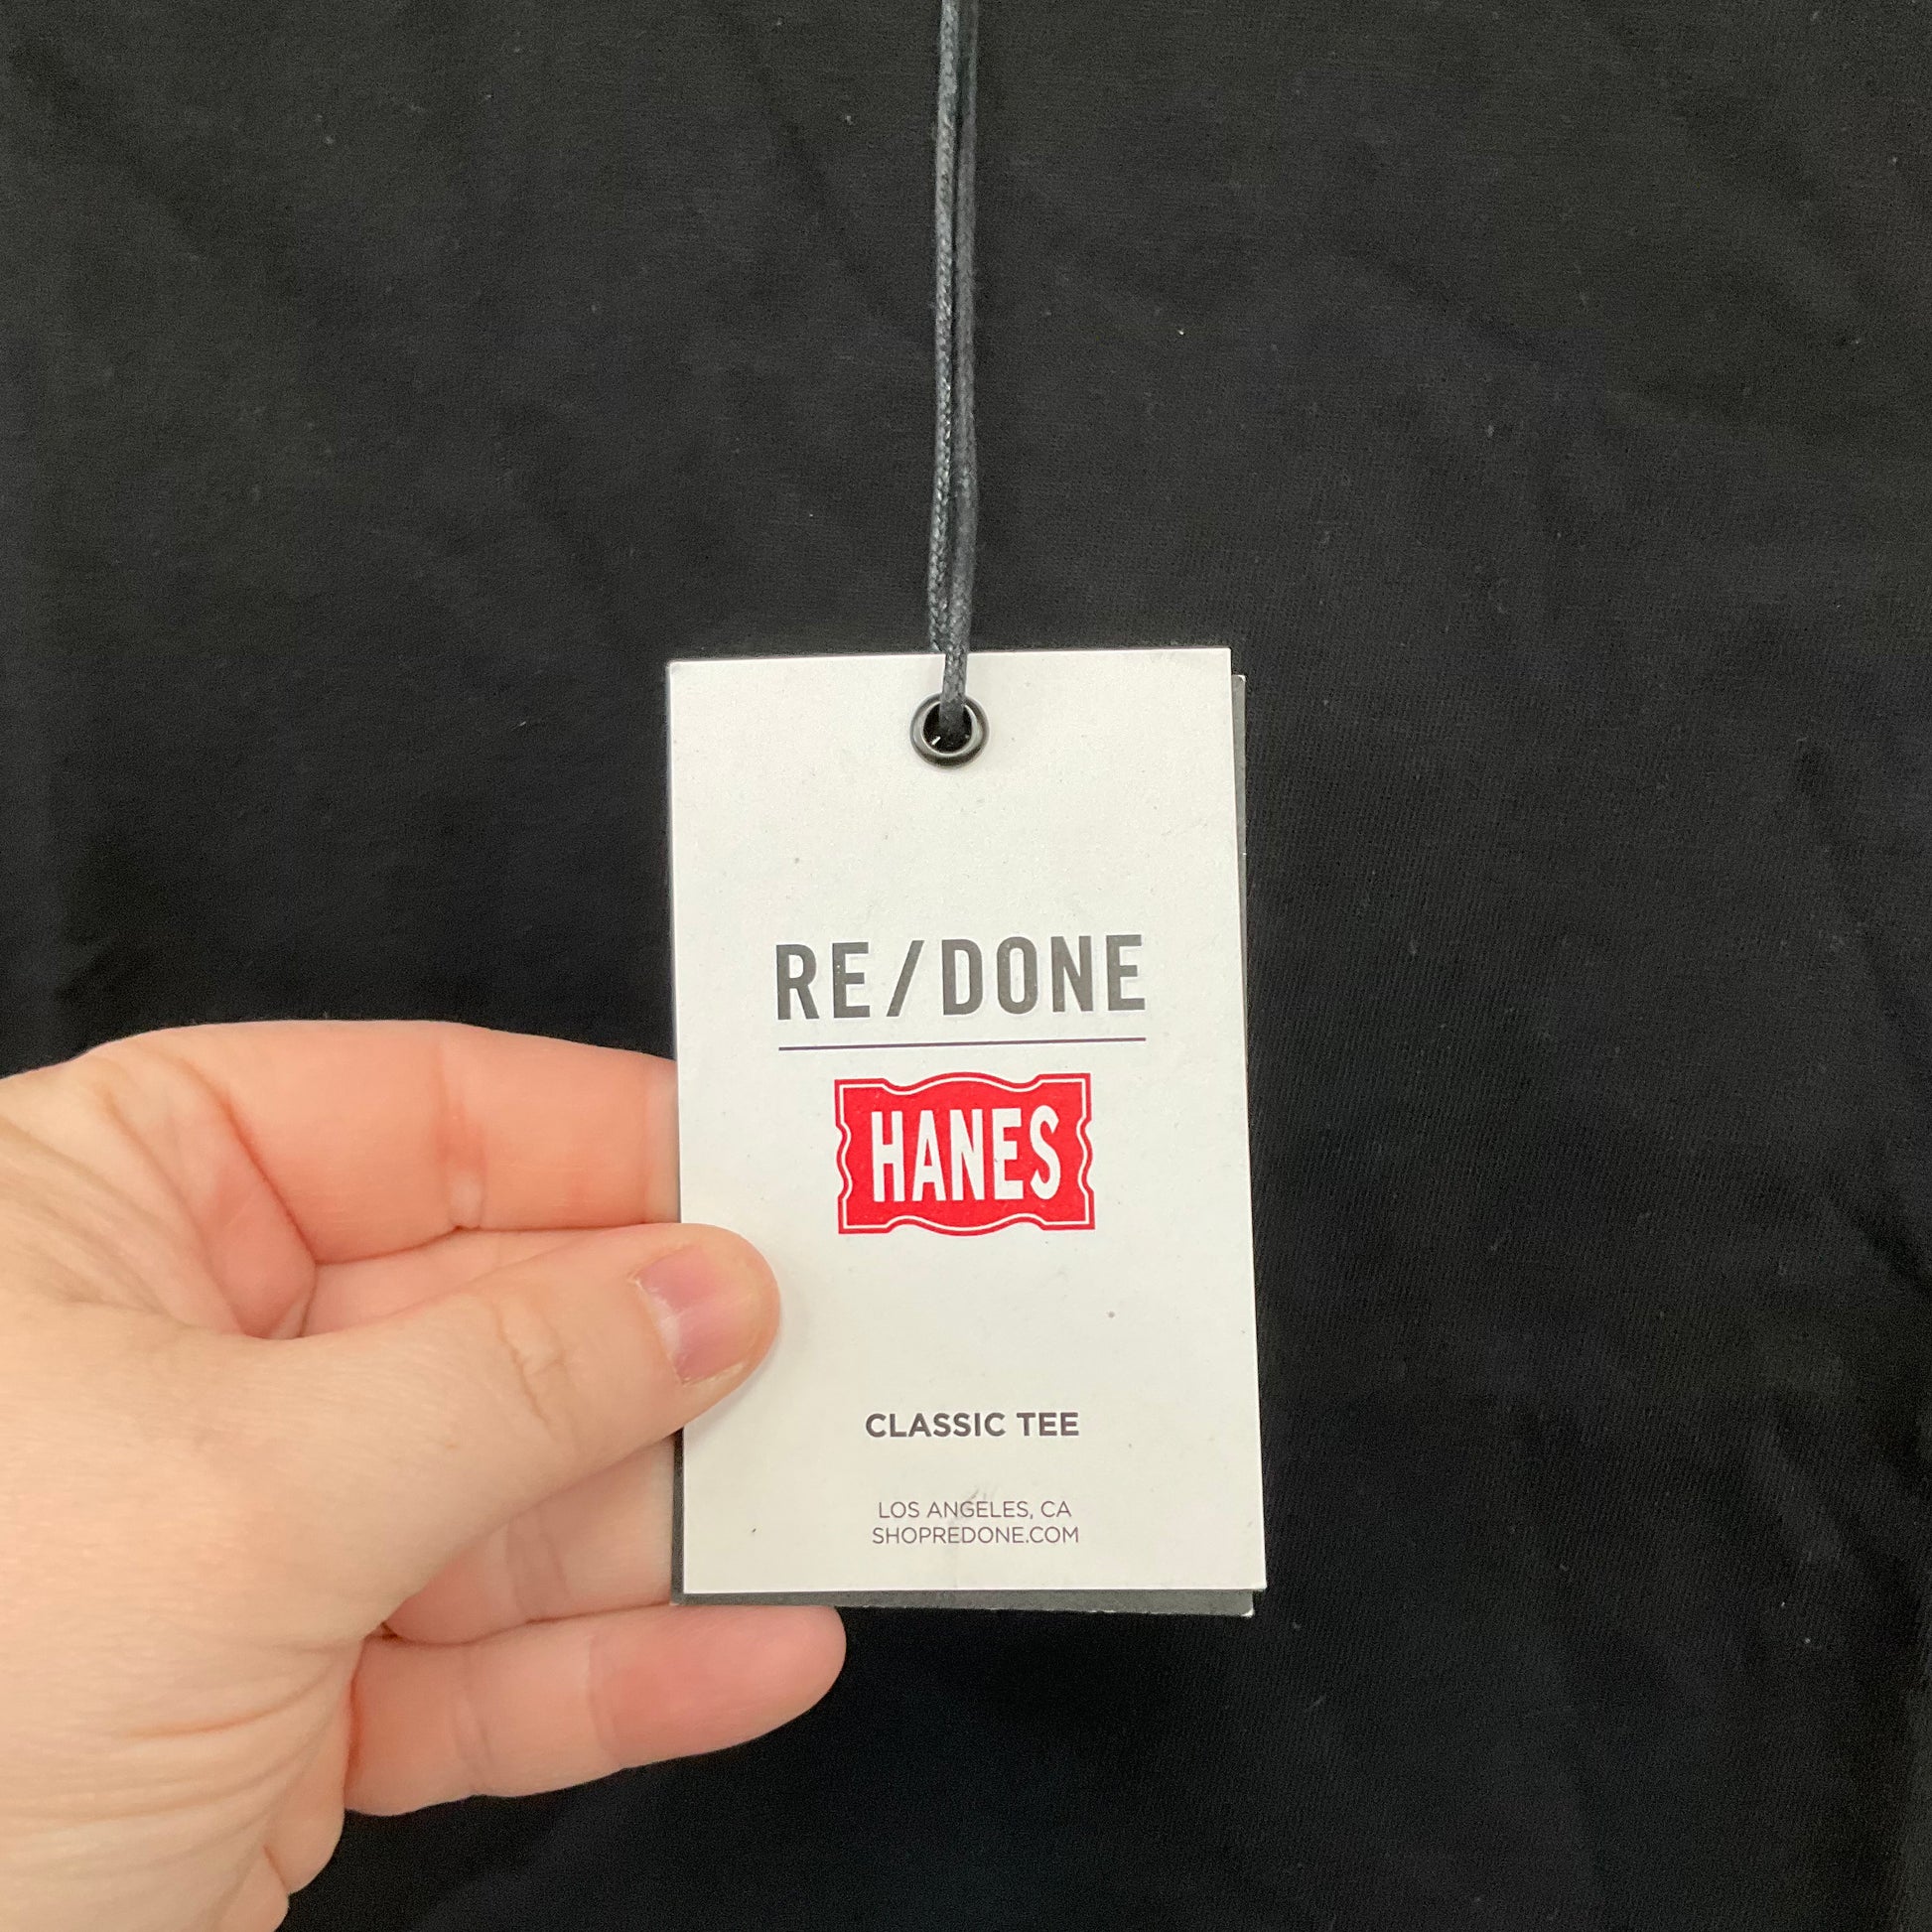 RE/DONE
HANES
CLASSIC TEE
LOS ANGELES, CA
SHOPREDONE.COM